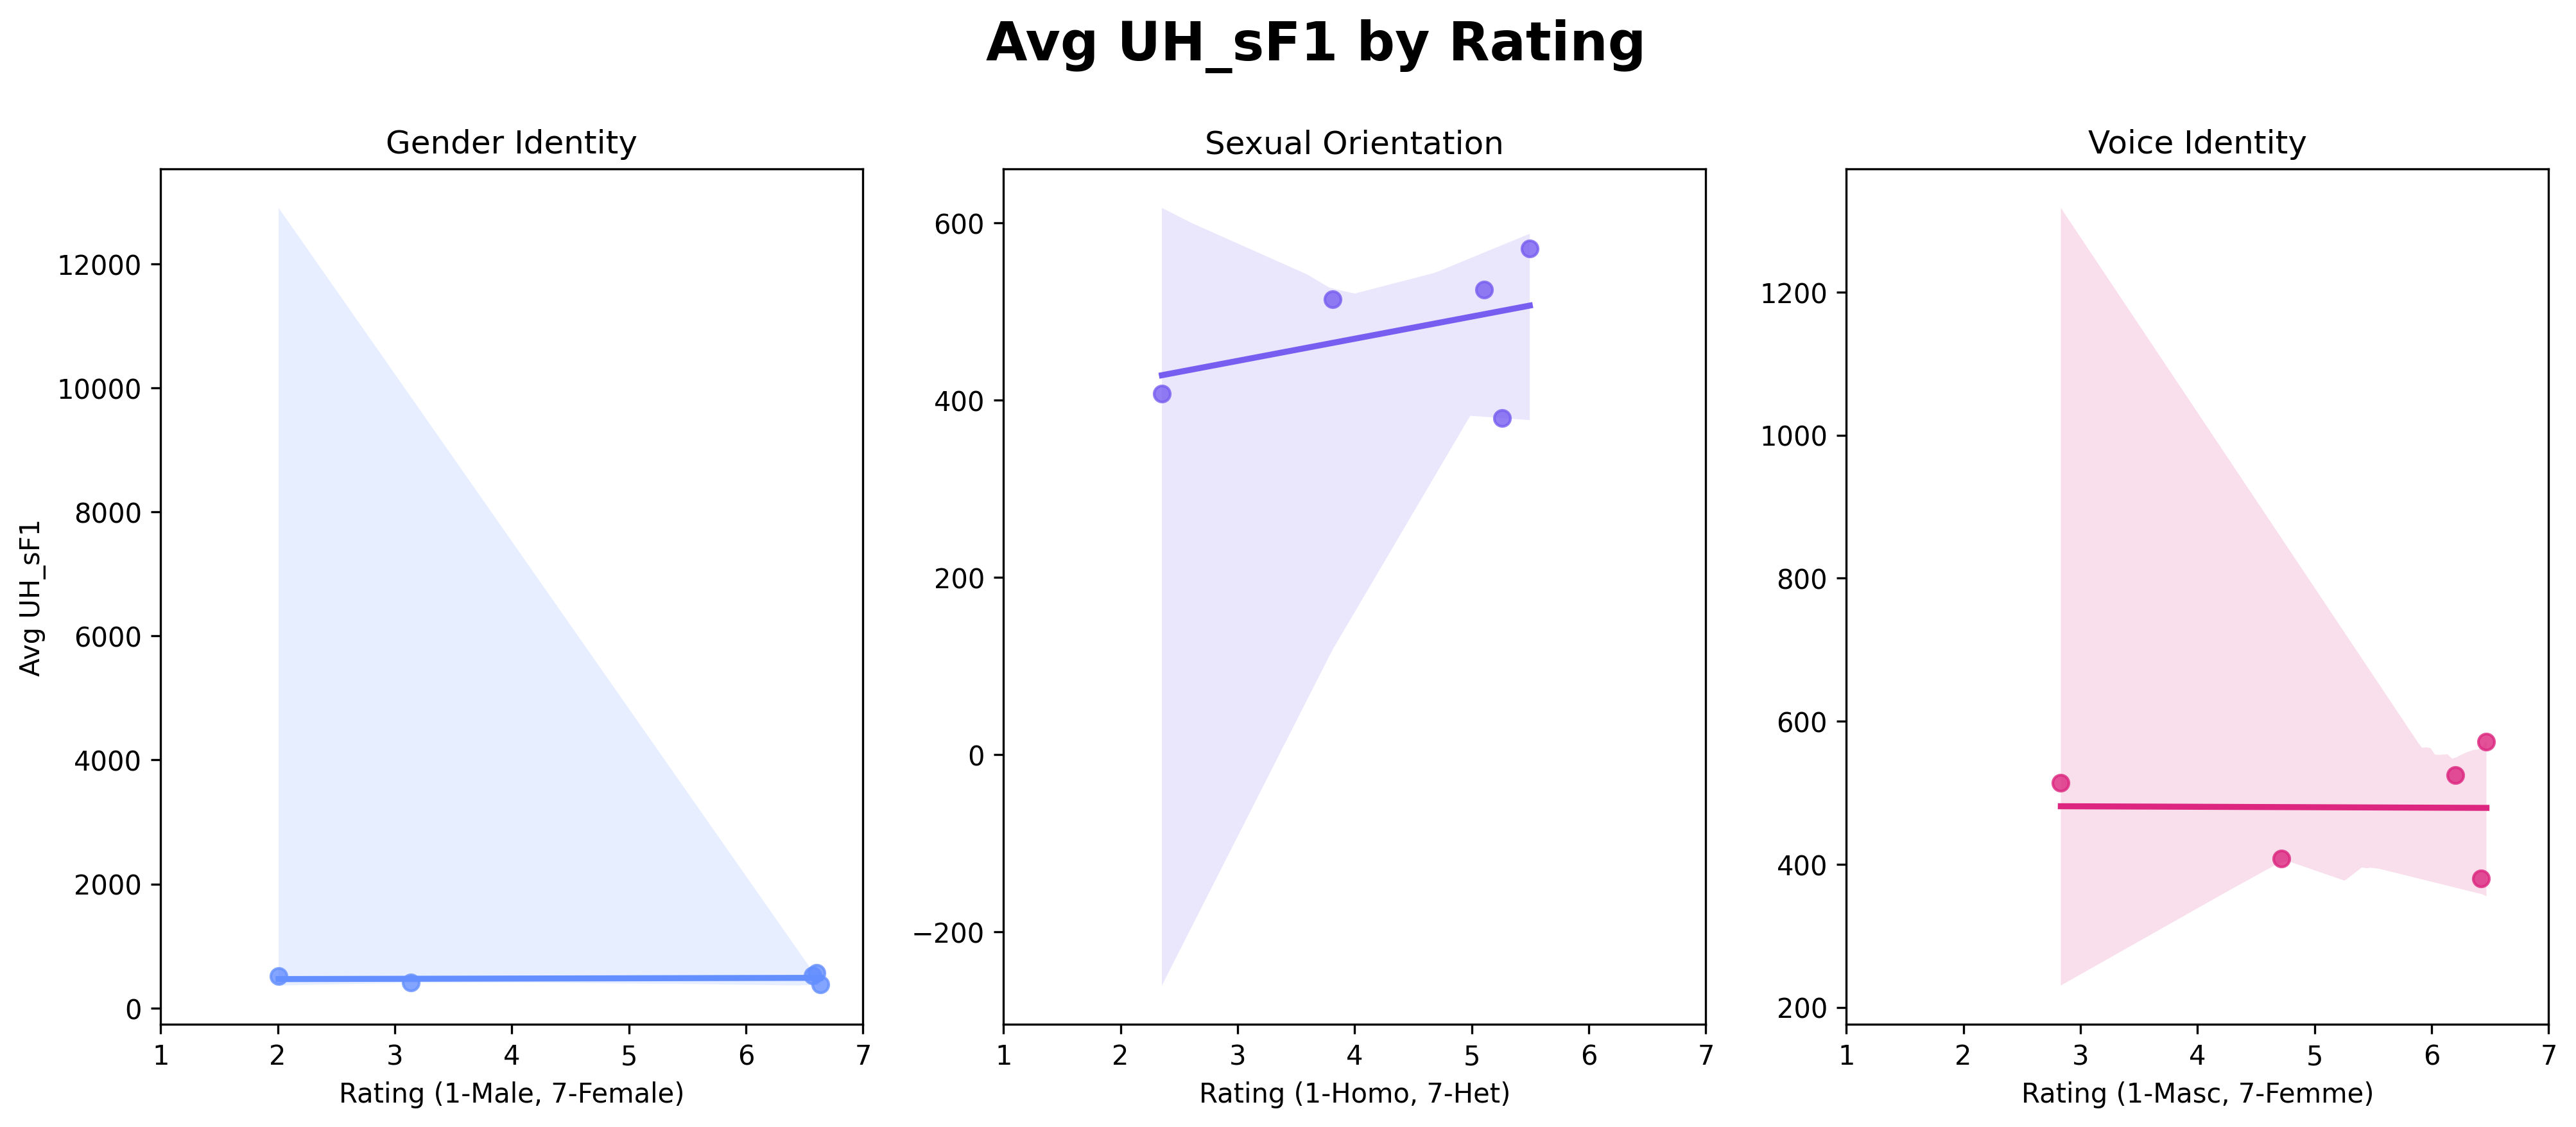 Avg UH_sF1 by Rating
Gender Identity
Sexual Orientation
Voice Identity
Avg UH_sF1
12000
10000
8000
6000
4000
2000
0
1 2 3 4 5 6 7
Rating (1-Male, 7-Female)
600
400
200
0
−200
1 2 3 4 5 6 7
Rating (1-Homo, 7-Het)
1200
1000
800
600
400
200
1 2 3 4 5 6 7
Rating (1-Masc, 7-Femme)